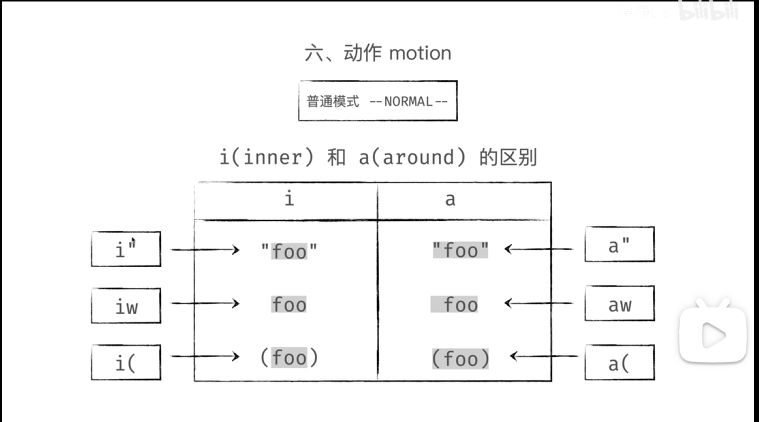 bilibili
六、动作 motion
普通模式 --NORMAL--
i(inner) 和 a(around) 的区别
i a
i" "foo" "foo" a"
iw foo foo aw
i( (foo) (foo) a(